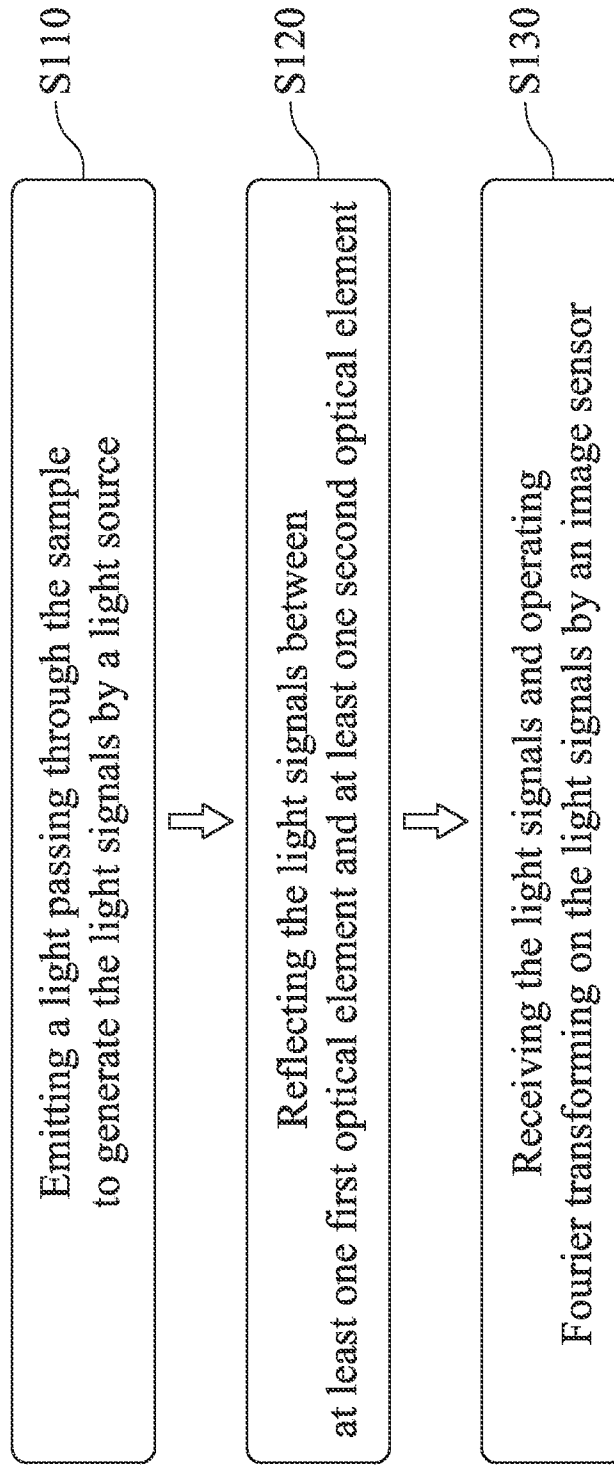 Emitting a light passing through the sample
to generate the light signals by a light source
S110
Reflecting the light signals between
at least one first optical element and at least one second optical element
S120
Receiving the light signals and operating
Fourier transforming on the light signals by an image sensor
S130